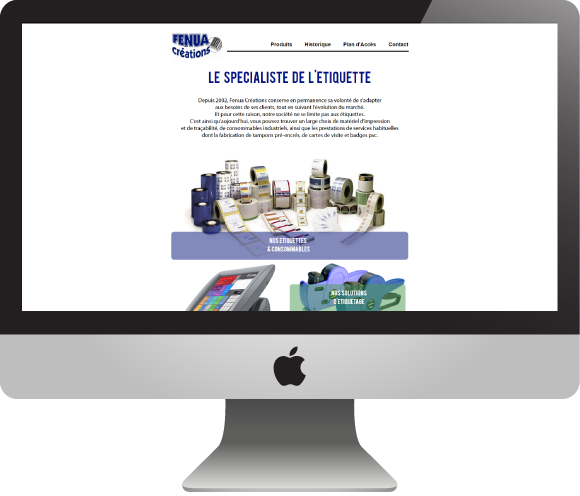 FENUA
Créations
Produits Historique Plan d'Accès Contact
LE SPECIALISTE DE L'ETIQUETTE
Depuis 2002, Fenua Créations conserve en permanence sa volonté de s'adapter
aux besoins de ses clients, tout en suivant l'évolution du marché.
Et pour cette raison, notre société ne se limite pas aux étiquettes.
C'est ainsi qu'aujourd'hui, vous pouvez trouver un large choix de matériel d'impression
et de traçabilité, de consommables industriels, ainsi que les prestations de services habituelles
dont la fabrication de tampons pré-encrés, de cartes de visite et badges pvc.
NOS ETIQUETTES
& CONSOMMABLES
NOS SOLUTIONS
D'ETIQUETAGE